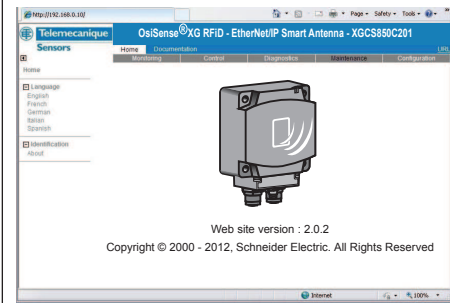 http://192.168.0.10/
Page Safety Tools
Telemecanique
Sensors
OsiSense®XG RFiD - EtherNet/IP Smart Antenna - XGCS850C201
Home Documentation URL
Monitoring Control Diagnostics Maintenance Configuration
Home
Language
English
French
German
Italian
Spanish
Identification
About
Web site version : 2.0.2
Copyright © 2000 - 2012, Schneider Electric. All Rights Reserved
Internet 100%